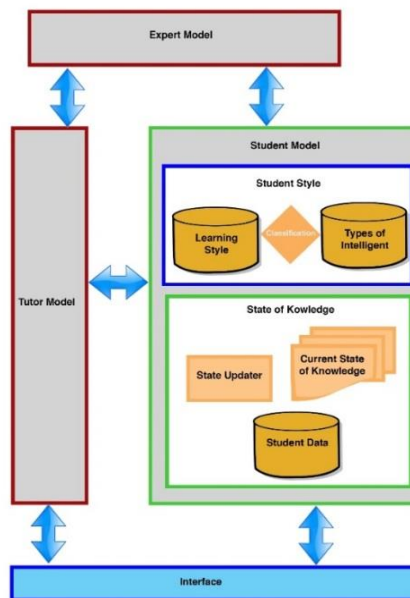 Expert Model
Student Model
Student Style
Learning
Style
Classification
Types of
Intelligent
Tutor Model
State of Kowledge
State Updater
Current State
of Knowledge
Student Data
Interface